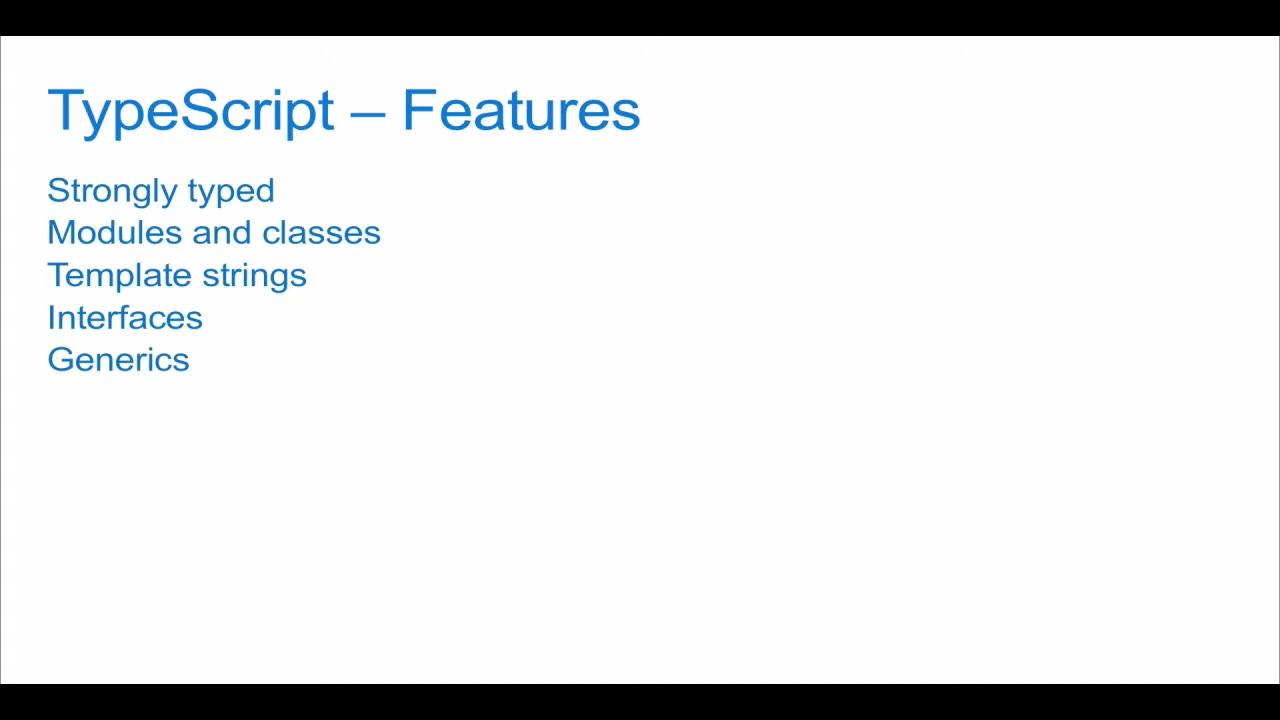 TypeScript – Features
Strongly typed
Modules and classes
Template strings
Interfaces
Generics